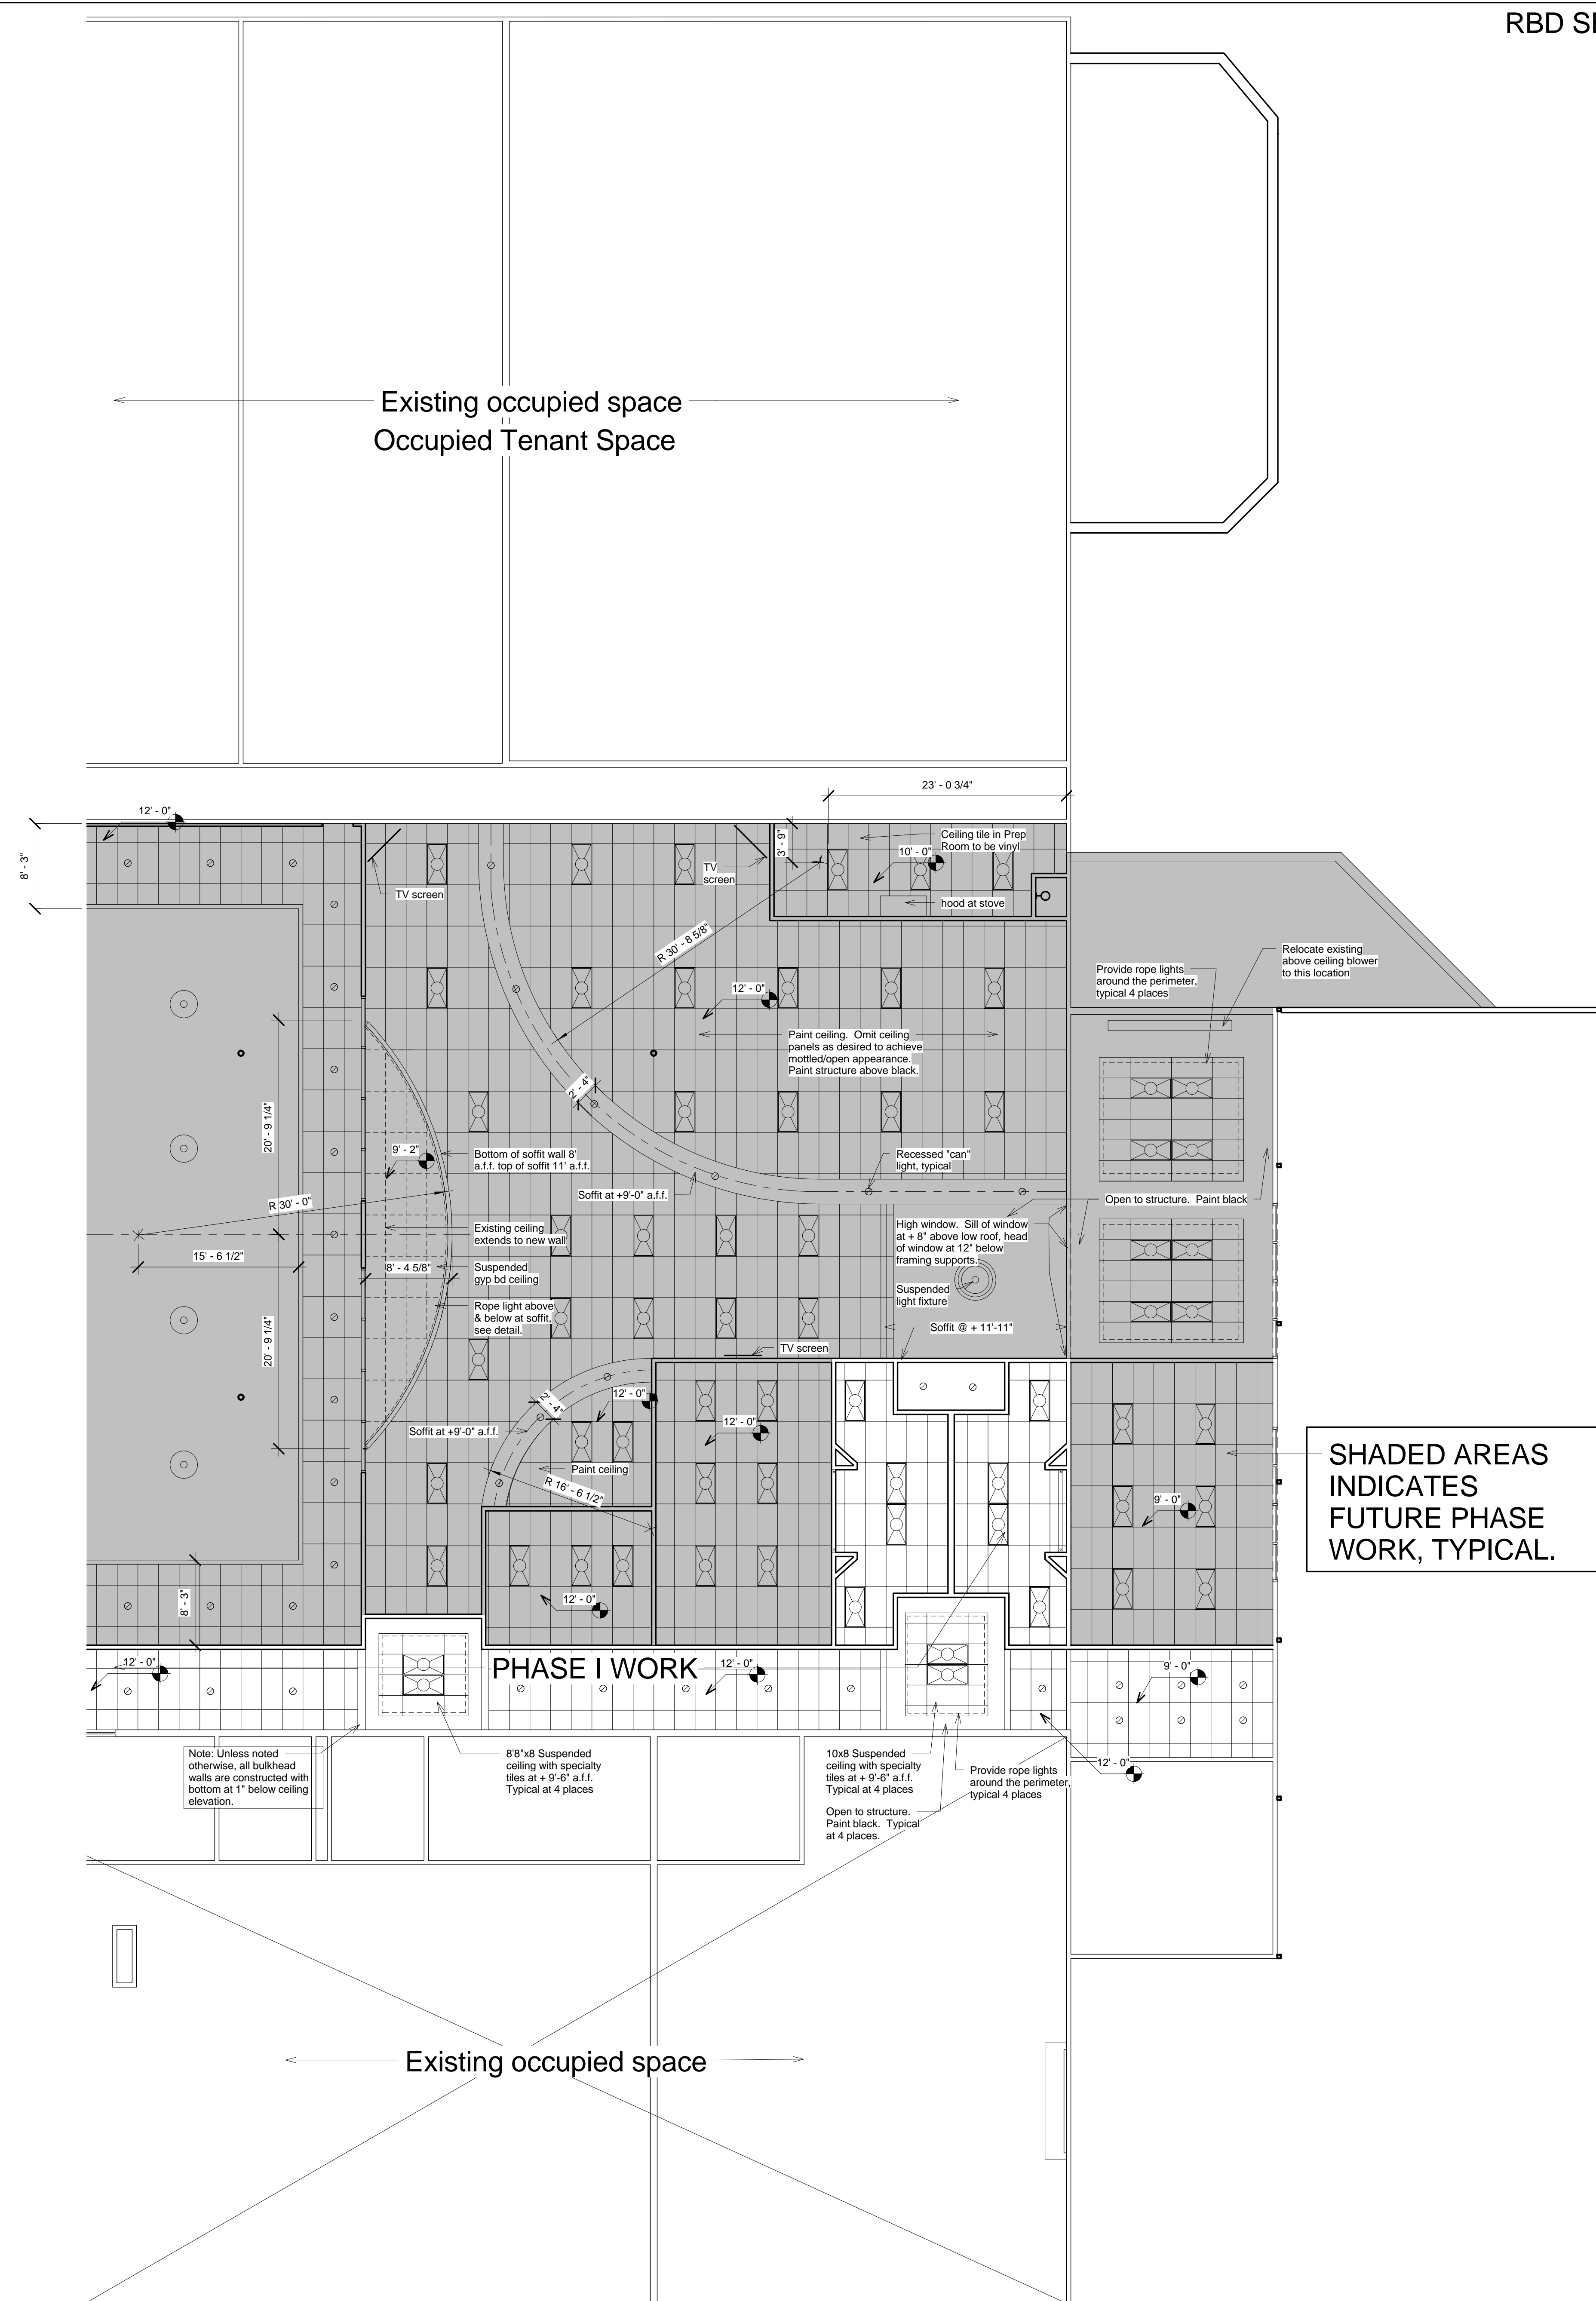 RBD
Existing occupied space
Occupied Tenant Space
23' - 0 3/4"
12' - 0"
8' - 3"
3' - 9"
Ceiling tile in Prep
Room to be vinyl
10' - 0"
TV
screen
TV screen
hood at stove
R 30' - 8 5/8"
Relocate existing
above ceiling blower
to this location
Provide rope lights
around the perimeter,
typical 4 places
12' - 0"
Paint ceiling. Omit ceiling
panels as desired to achieve
mottled/open appearance.
Paint structure above black.
2' - 4"
20' - 9 1/4"
9' - 2"
Bottom of soffit wall 8'
a.f.f. top of soffit 11' a.f.f.
Recessed "can"
light, typical
Soffit at +9'-0" a.f.f.
Open to structure. Paint black
R 30' - 0"
Existing ceiling
extends to new wall
High window. Sill of window
at + 8" above low roof, head
of window at 12" below
framing supports.
15' - 6 1/2"
8' - 4 5/8"
Suspended
gyp bd ceiling
Suspended
light fixture
Rope light above
& below at soffit,
see detail.
Soffit @ + 11'-11"
20' - 9 1/4"
TV screen
2' - 4"
12' - 0"
Soffit at +9'-0" a.f.f.
12' - 0"
Paint ceiling
R 16' - 6 1/2"
SHADED AREAS
INDICATES
FUTURE PHASE
WORK, TYPICAL.
9' - 0"
8' - 3"
12' - 0"
12' - 0"
PHASE I WORK
12' - 0"
9' - 0"
Note: Unless noted
otherwise, all bulkhead
walls are constructed with
bottom at 1" below ceiling
elevation.
8'8"x8 Suspended
ceiling with specialty
tiles at + 9'-6" a.f.f.
Typical at 4 places
10x8 Suspended
ceiling with specialty
tiles at + 9'-6" a.f.f.
Typical at 4 places
Provide rope lights
around the perimeter,
typical 4 places
12' - 0"
Open to structure.
Paint black. Typical
at 4 places.
Existing occupied space